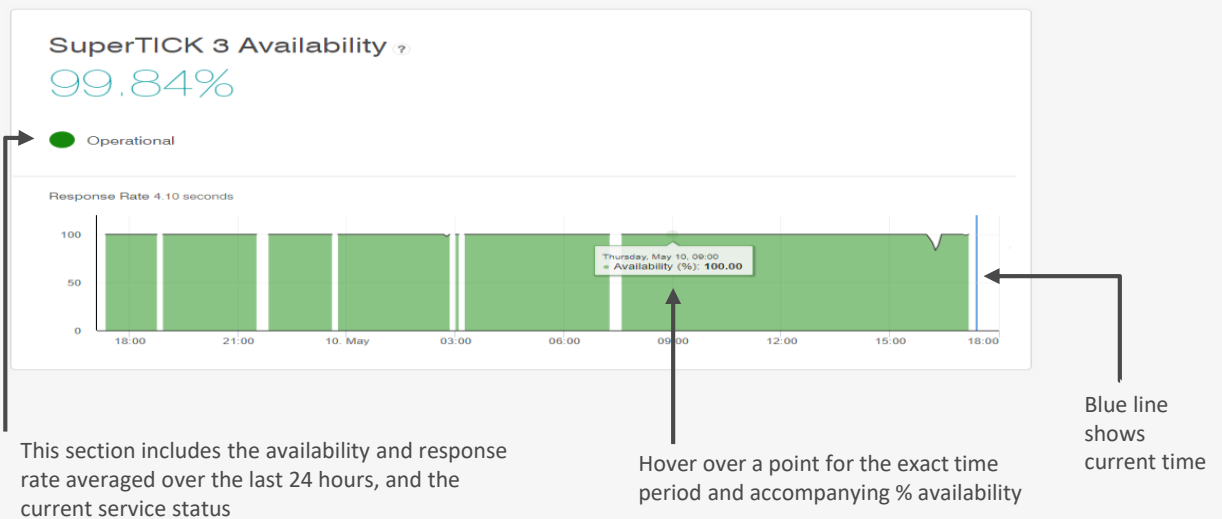 SuperTICK 3 Availability ?
99.84%
Operational
Response Rate 4.10 seconds
100
50
0
Thursday, May 10, 09:00
Availability (%): 100.00
18:00 21:00 10. May 03:00 06:00 09:00 12:00 15:00 18:00
This section includes the availability and response
rate averaged over the last 24 hours, and the
current service status
Hover over a point for the exact time
period and accompanying % availability
Blue line
shows
current time